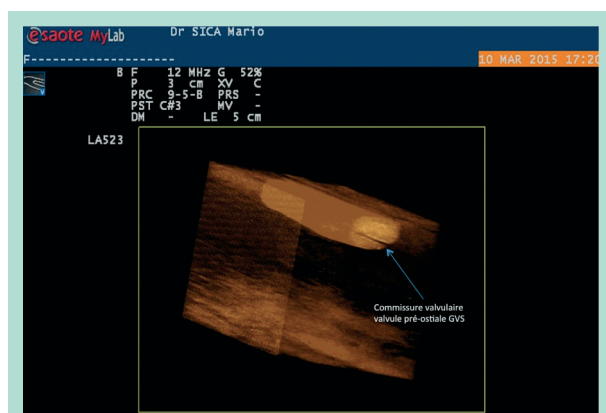 esaote MyLab
Dr SICA Mario
F---------------------
10 MAR 2015 17:20
B F 12 MHz G 52%
P 3 cm XV C
PRC 9-5-B PRS -
PST C#3 MV -
DM - LE 5 cm
LA523
Commissure valvulaire
valvule pré-ostiale GVS